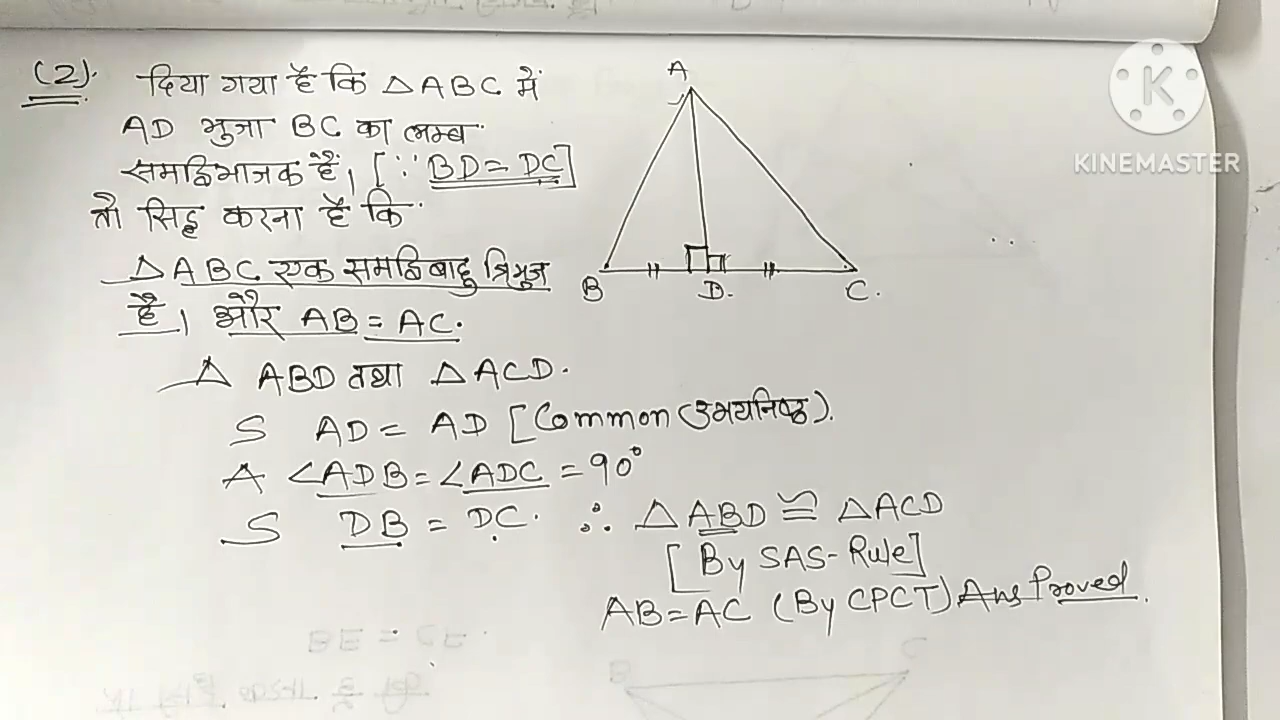 (2).
दिया गया है कि △ABC में
AD भुजा BC का लम्ब
समद्विभाजक है। [∵ BD = DC]
तो सिद्ध करना है कि
△ABC एक समद्विबाहु त्रिभुज
है। और AB = AC.
△ ABD तथा △ACD.
S AD = AD [Common (उभयनिष्ठ).
A ∠ADB = ∠ADC = 90°
S DB = DC. ∴ △ABD ≅ △ACD
[By SAS-Rule]
AB = AC (By CPCT) Ans Proved.
A
B D. C.
K
KINEMASTER
BE = CE.
B C